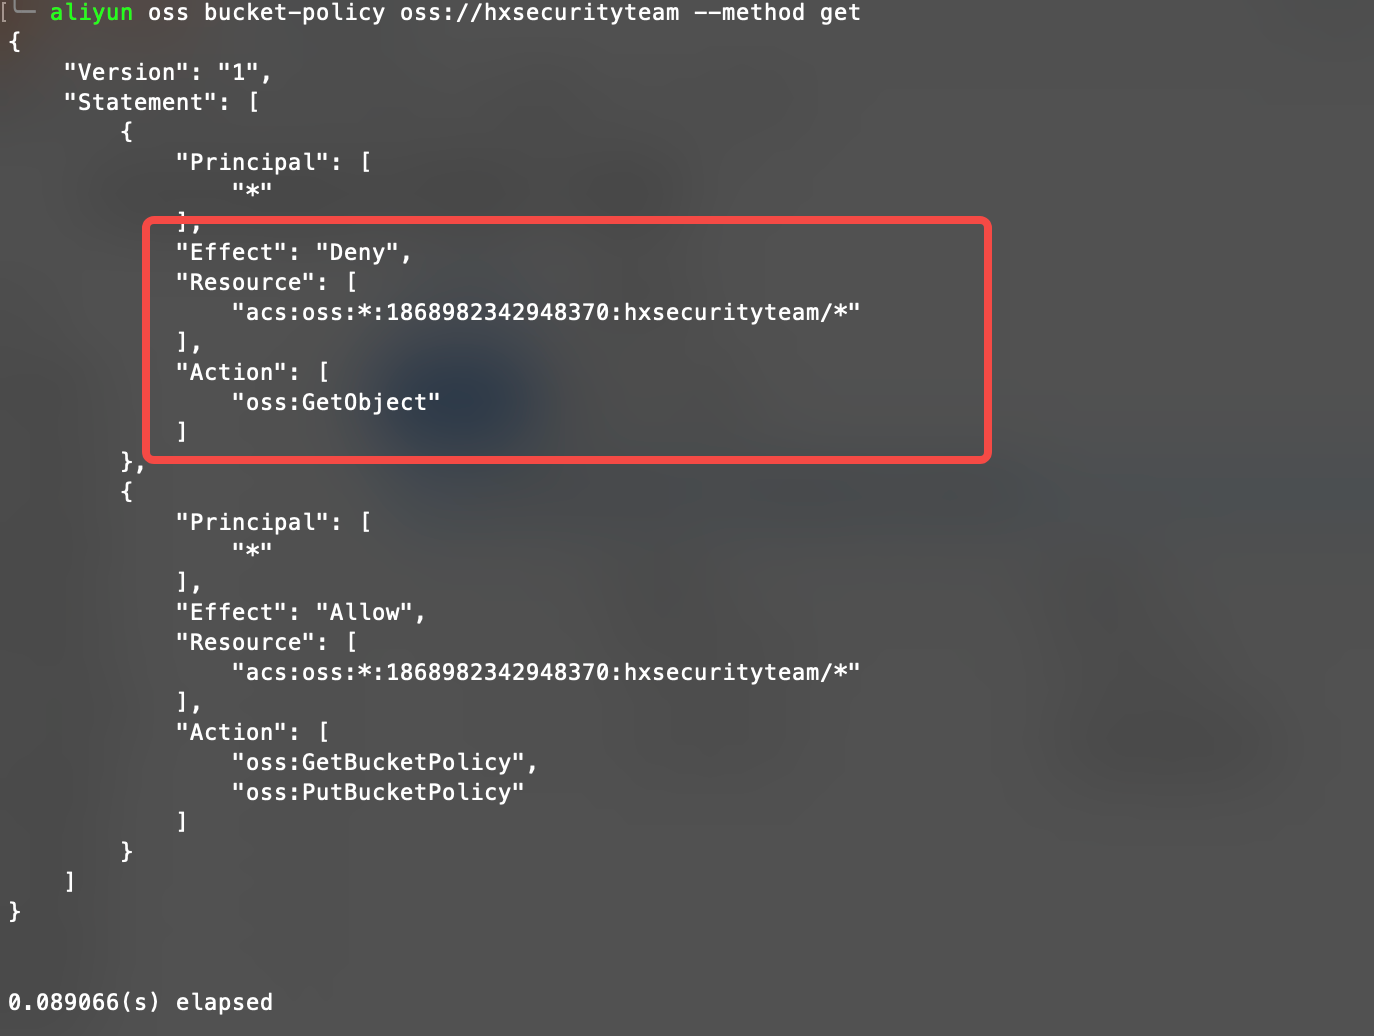 aliyun oss bucket-policy oss://hxsecurityteam --method get
{
    "Version": "1",
    "Statement": [
        {
            "Principal": [
                "*"
            ],
            "Effect": "Deny",
            "Resource": [
                "acs:oss:*:1868982342948370:hxsecurityteam/*"
            ],
            "Action": [
                "oss:GetObject"
            ]
        },
        {
            "Principal": [
                "*"
            ],
            "Effect": "Allow",
            "Resource": [
                "acs:oss:*:1868982342948370:hxsecurityteam/*"
            ],
            "Action": [
                "oss:GetBucketPolicy",
                "oss:PutBucketPolicy"
            ]
        }
    ]
}
0.089066(s) elapsed